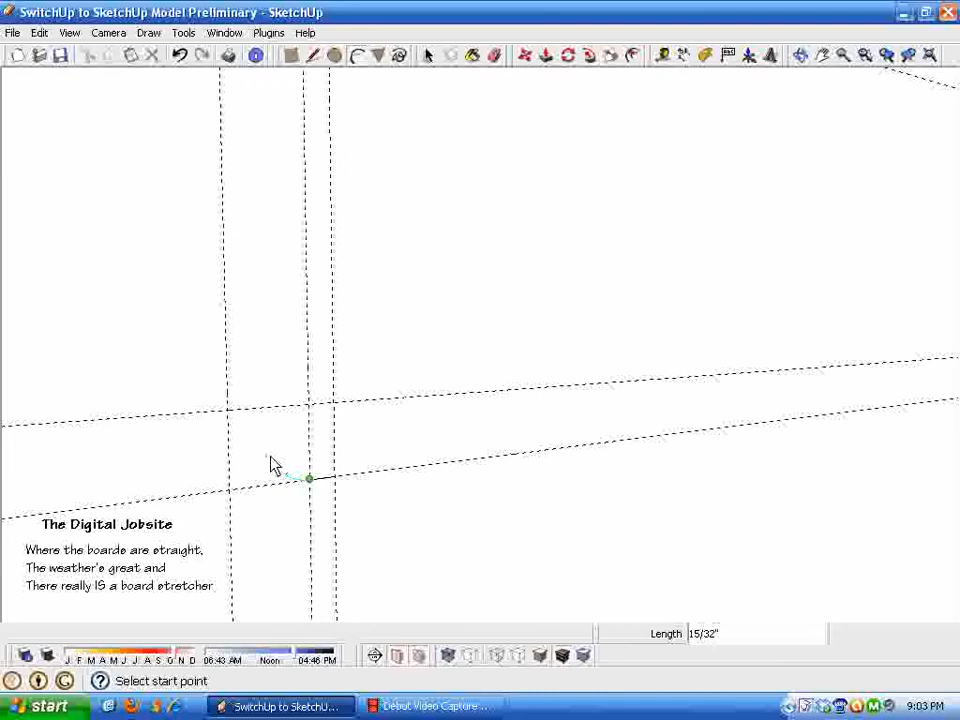 SwitchUp to SketchUp Model Preliminary - SketchUp
File Edit View Camera Draw Tools Window Plugins Help
The Digital Jobsite
Where the boards are straight.
The weather's great and
There really IS a board stretcher
Length 15/32"
J F M A M J J A S O N D 06:43 AM Noon 04:46 PM
Select start point
start SwitchUp to SketchU... Debut Video Capture ... 9:03 PM